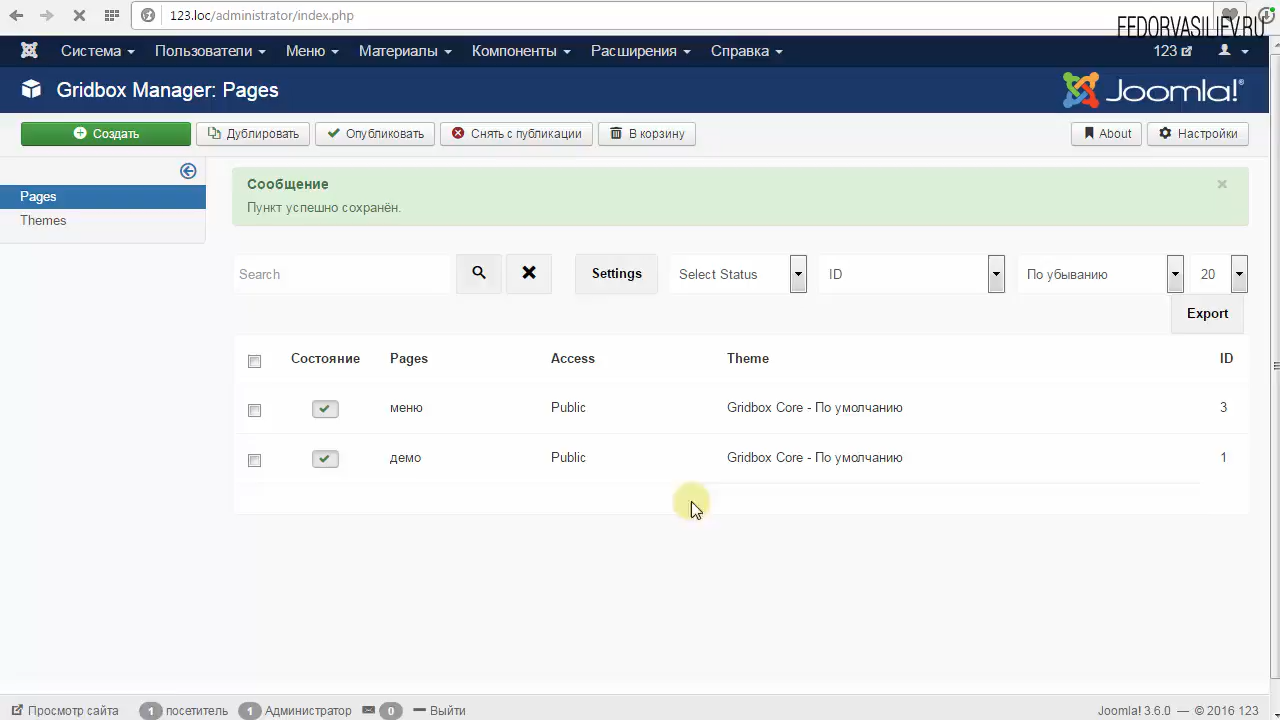 123.loc/administrator/index.php
FEDORVASILIEV.RU
Система Пользователи Меню Материалы Компоненты Расширения Справка 123
Gridbox Manager: Pages
Joomla!®
Создать Дублировать Опубликовать Снять с публикации В корзину About Настройки
Pages
Themes
Сообщение
Пункт успешно сохранён.
Search Settings Select Status ID По убыванию 20
Export
Состояние Pages Access Theme ID
меню Public Gridbox Core - По умолчанию 3
демо Public Gridbox Core - По умолчанию 1
Просмотр сайта 1 посетитель 1 Администратор 0 Выйти Joomla! 3.6.0 — © 2016 123